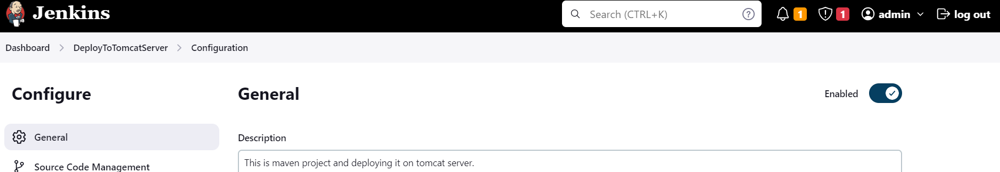 Jenkins
Search (CTRL+K)
?
1
1
admin
log out
Dashboard
DeployToTomcatServer
Configuration
Configure
General
Enabled
General
Description
Source Code Management
This is maven project and deploying it on tomcat server.